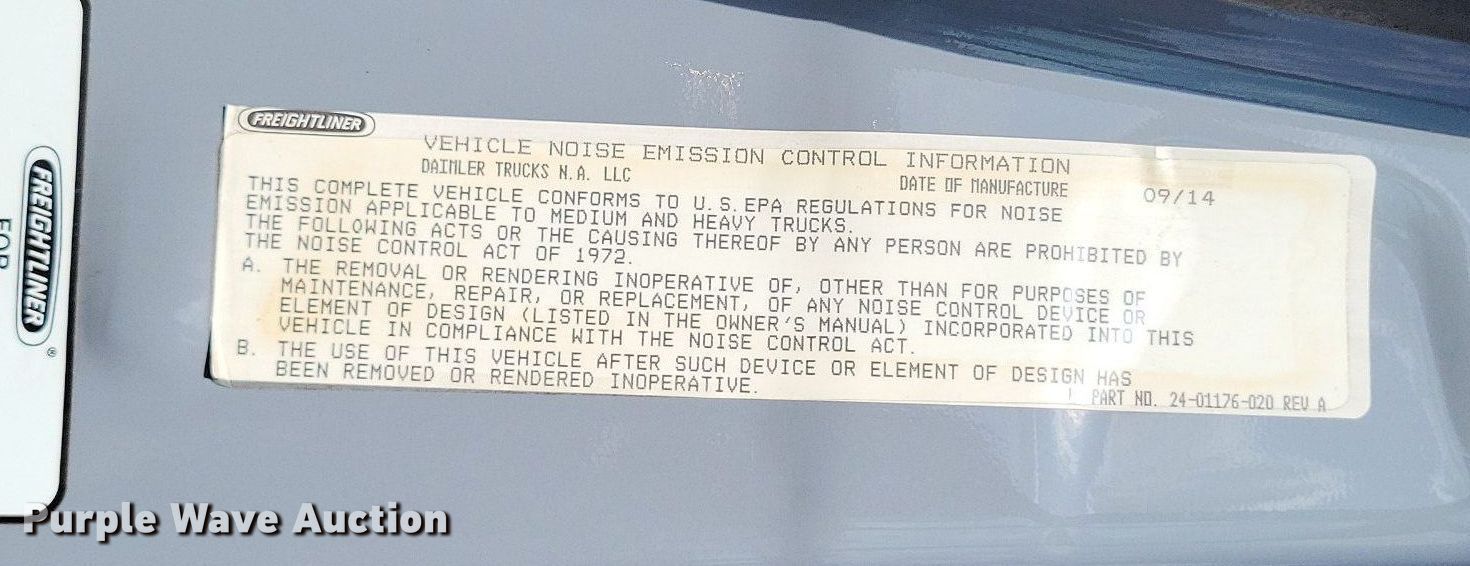 FREIGHTLINER
VEHICLE NOISE EMISSION CONTROL INFORMATION
DAIMLER TRUCKS N.A. LLC DATE OF MANUFACTURE 09/14
THIS COMPLETE VEHICLE CONFORMS TO U.S.EPA REGULATIONS FOR NOISE
EMISSION APPLICABLE TO MEDIUM AND HEAVY TRUCKS.
THE FOLLOWING ACTS OR THE CAUSING THEREOF BY ANY PERSON ARE PROHIBITED BY
THE NOISE CONTROL ACT OF 1972.
A. THE REMOVAL OR RENDERING INOPERATIVE OF, OTHER THAN FOR PURPOSES OF
MAINTENANCE, REPAIR, OR REPLACEMENT, OF ANY NOISE CONTROL DEVICE OR
ELEMENT OF DESIGN (LISTED IN THE OWNER'S MANUAL) INCORPORATED INTO THIS
VEHICLE IN COMPLIANCE WITH THE NOISE CONTROL ACT.
B. THE USE OF THIS VEHICLE AFTER SUCH DEVICE OR ELEMENT OF DESIGN HAS
BEEN REMOVED OR RENDERED INOPERATIVE.
PART NO. 24-01176-020 REV A
FREIGHTLINER®
FOR
Purple Wave Auction